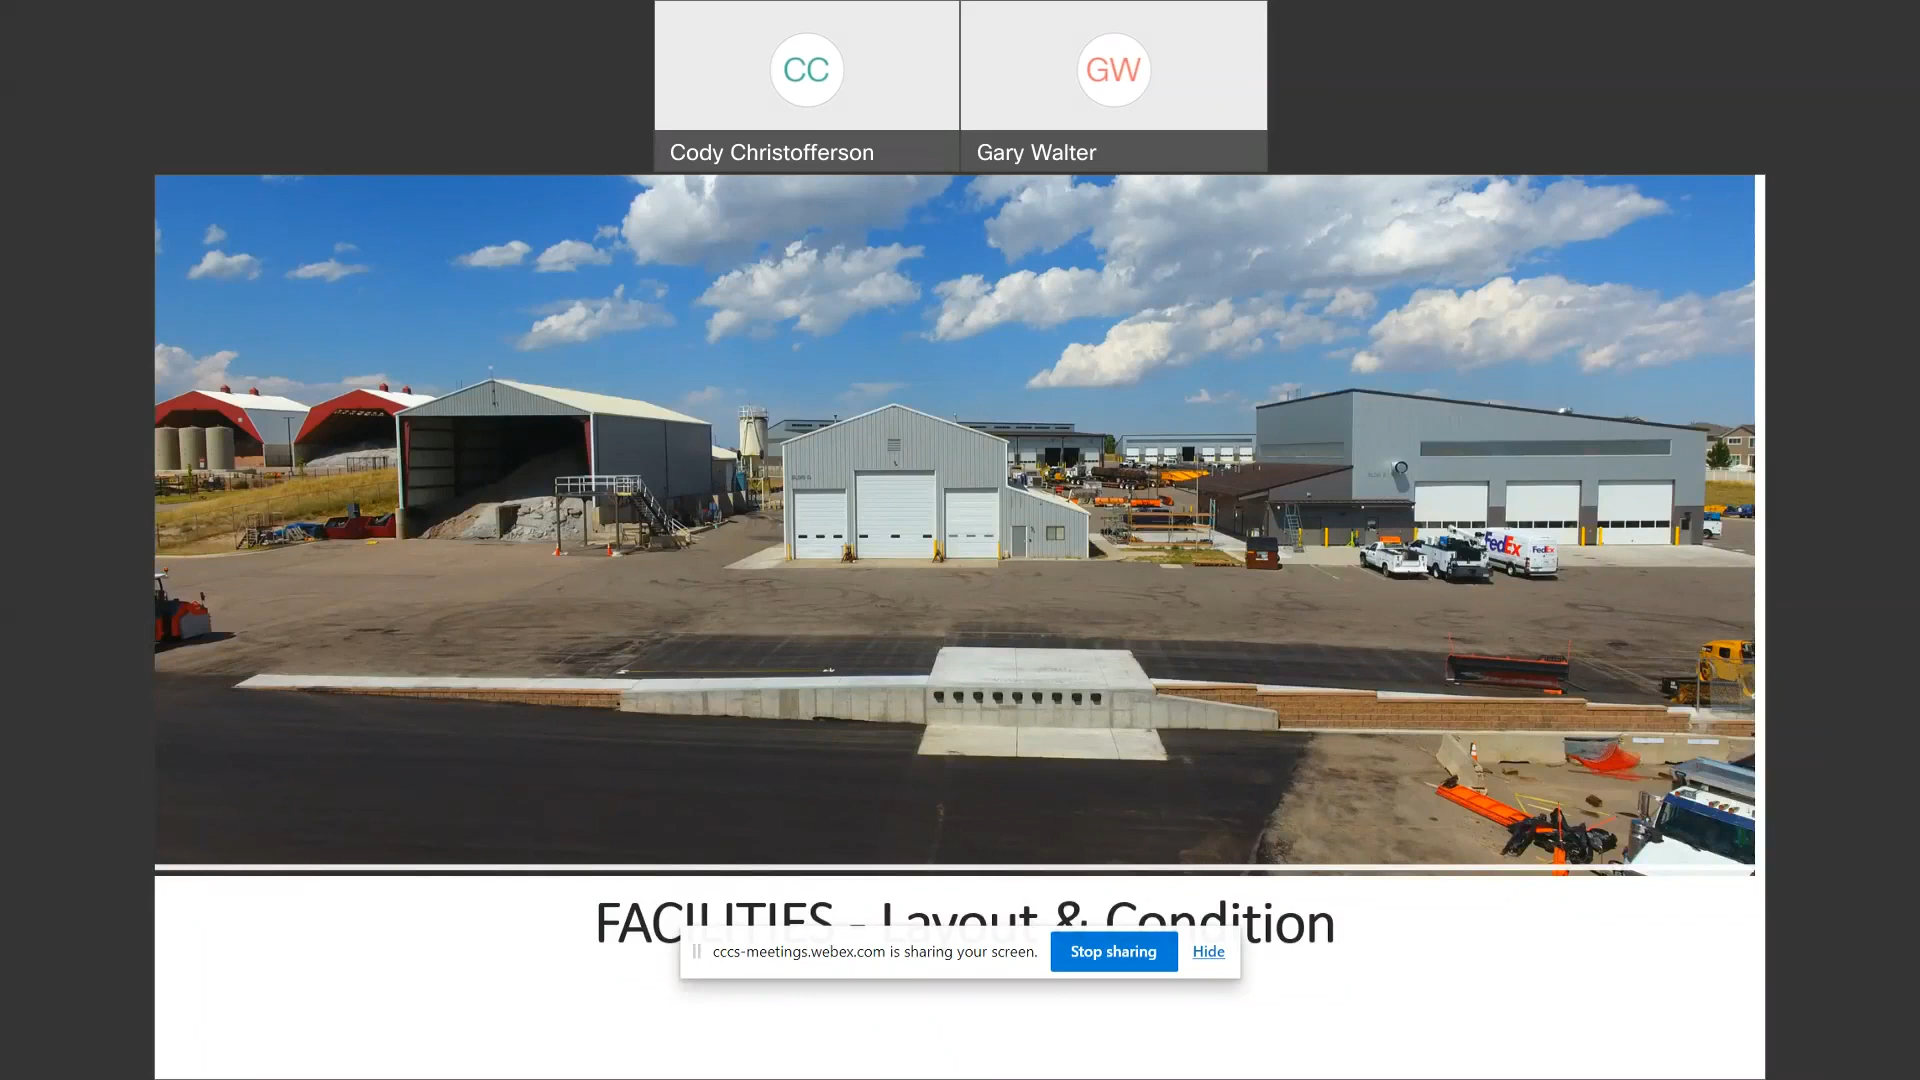 CC
GW
Cody Christofferson
Gary Walter
FedEx
FedEx
FACILITIES - Layout & Condition
cccs-meetings.webex.com is sharing your screen.
Stop sharing
Hide